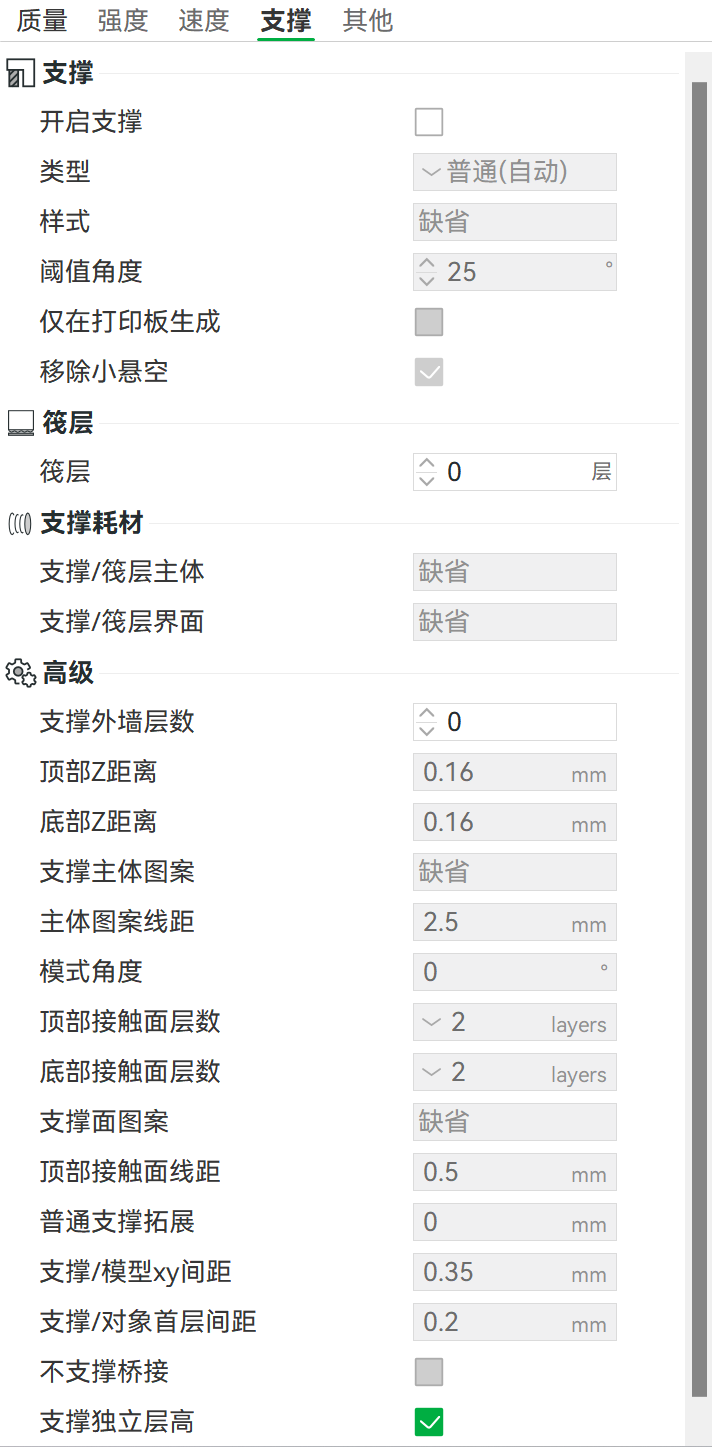 质量 强度 速度 支撑 其他
支撑
开启支撑
类型 普通(自动)
样式 缺省
阈值角度 25 °
仅在打印板生成
移除小悬空
筏层
筏层 0 层
支撑耗材
支撑/筏层主体 缺省
支撑/筏层界面 缺省
高级
支撑外墙层数 0
顶部Z距离 0.16 mm
底部Z距离 0.16 mm
支撑主体图案 缺省
主体图案线距 2.5 mm
模式角度 0 °
顶部接触面层数 2 layers
底部接触面层数 2 layers
支撑面图案 缺省
顶部接触面线距 0.5 mm
普通支撑拓展 0 mm
支撑/模型xy间距 0.35 mm
支撑/对象首层间距 0.2 mm
不支撑桥接
支撑独立层高